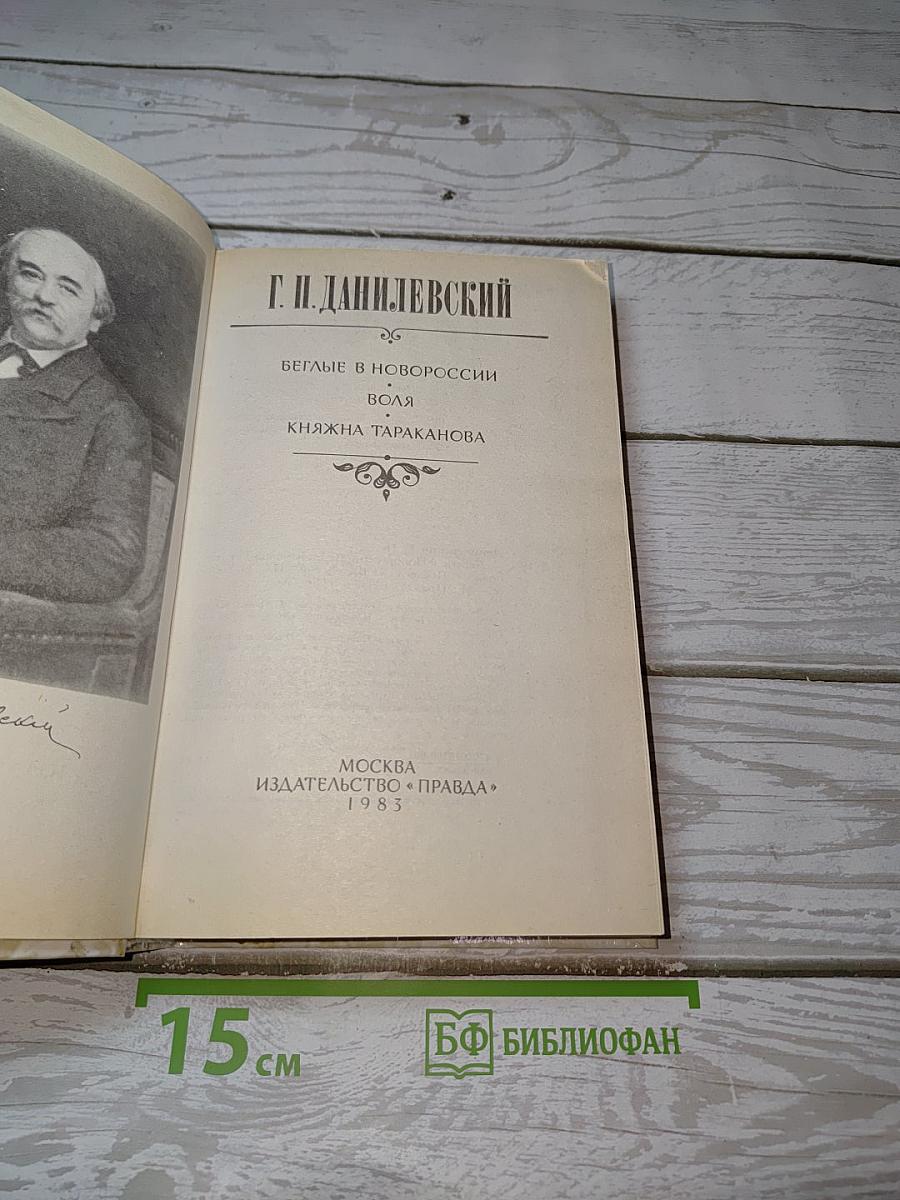 Г. П. ДАНИЛЕВСКИЙ
БЕГЛЫЕ В НОВОРОССИИ
ВОЛЯ
КНЯЖНА ТАРАКАНОВА
МОСКВА
ИЗДАТЕЛЬСТВО «ПРАВДА»
1983
15 см
БФ БИБЛИОФАН